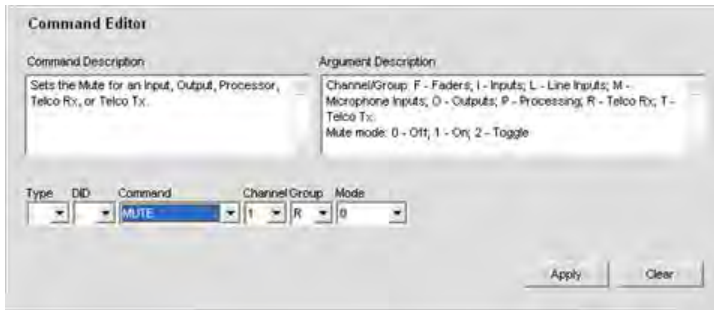 Command Editor
Command Description
Sets the Mute for an Input, Output, Processor,
Telco Rx, or Telco Tx.
Argument Description
Channel/Group: F - Faders; I - Inputs; L - Line Inputs; M -
Microphone Inputs; O - Outputs; P - Processing; R - Telco Rx; T -
Telco Tx.
Mute mode: 0 - Off; 1 - On; 2 - Toggle
Type DID Command Channel Group Mode
MUTE 1 R 0
Apply Clear